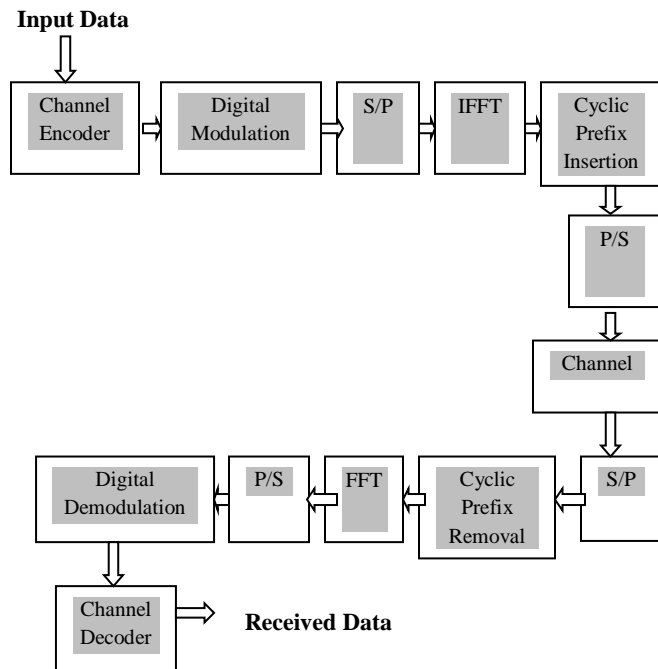 Input Data
Channel
Encoder
Digital
Modulation
S/P
IFFT
Cyclic
Prefix
Insertion
P/S
Channel
S/P
Cyclic
Prefix
Removal
FFT
P/S
Digital
Demodulation
Channel
Decoder
Received Data